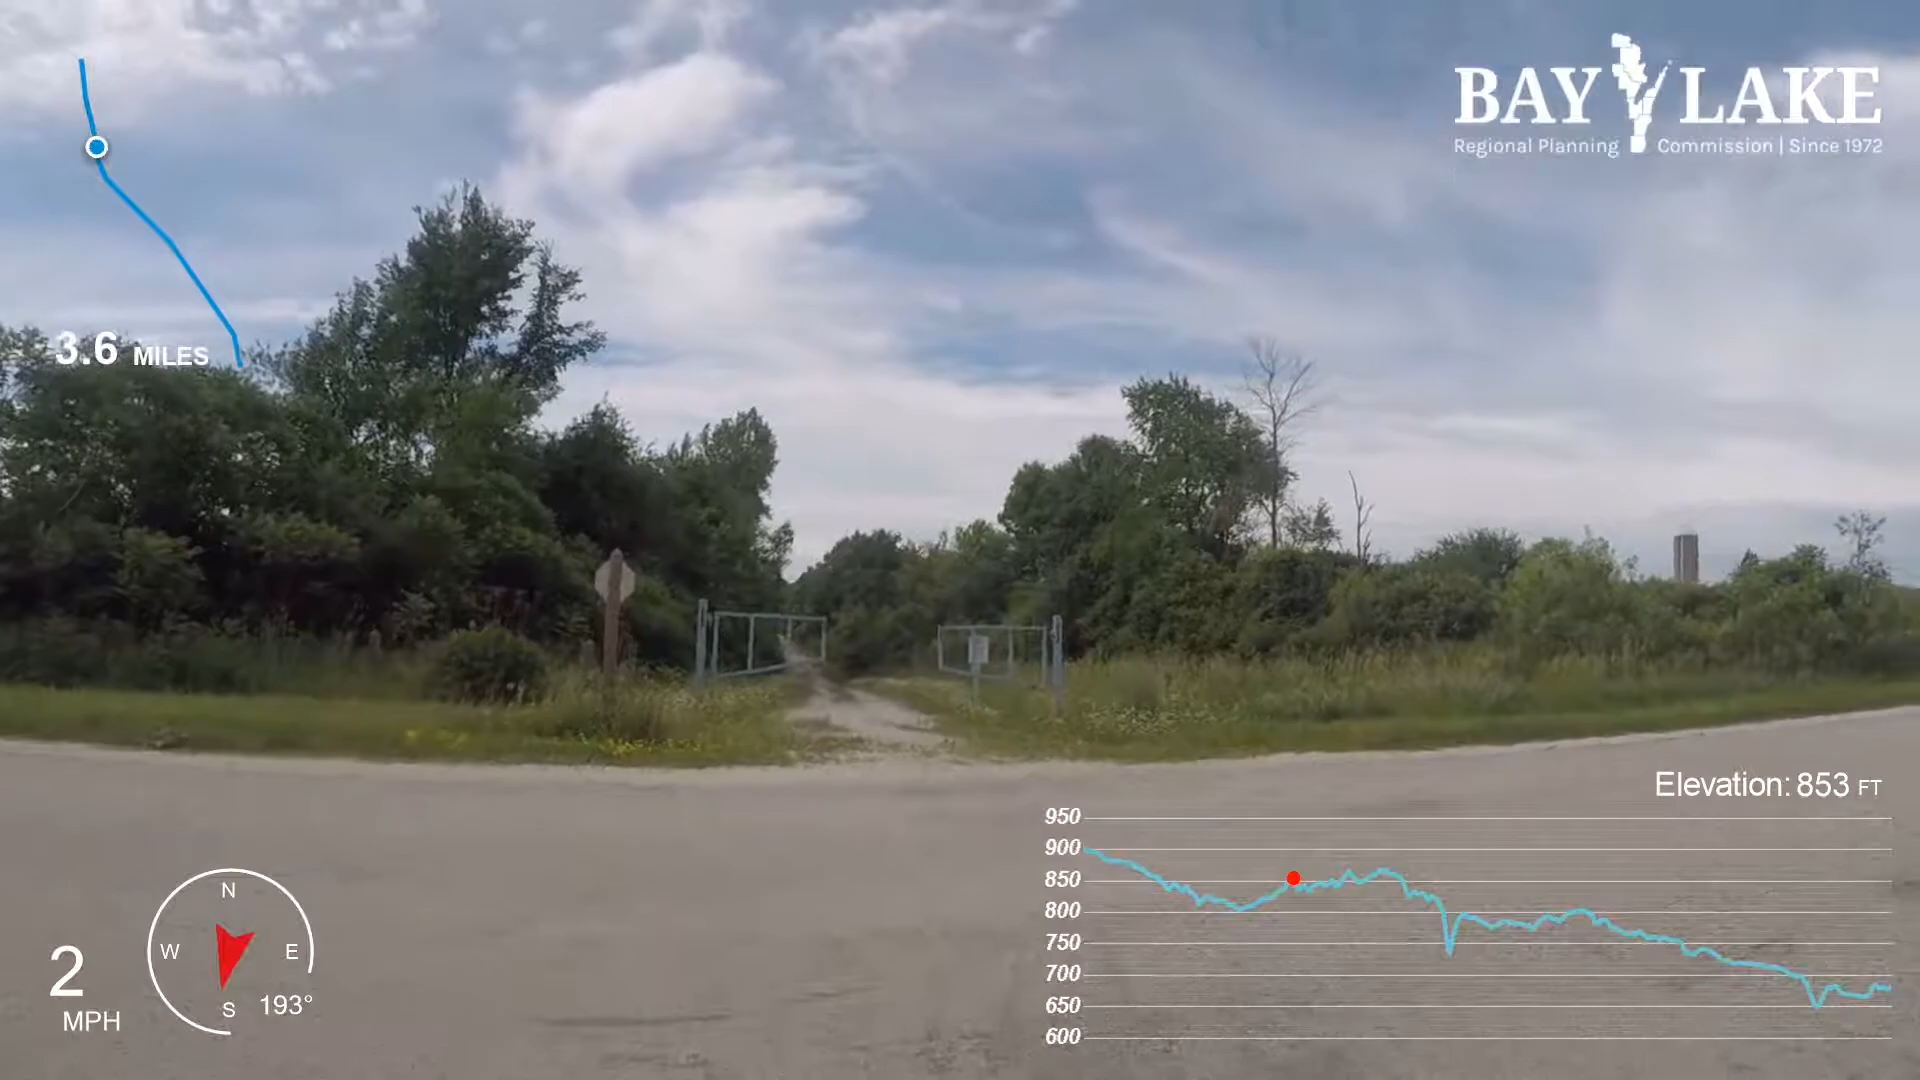 BAY LAKE
Regional Planning Commission | Since 1972
3.6 MILES
Elevation: 853 FT
950
900
850
800
750
700
650
600
N
W
E
S
193°
2
MPH